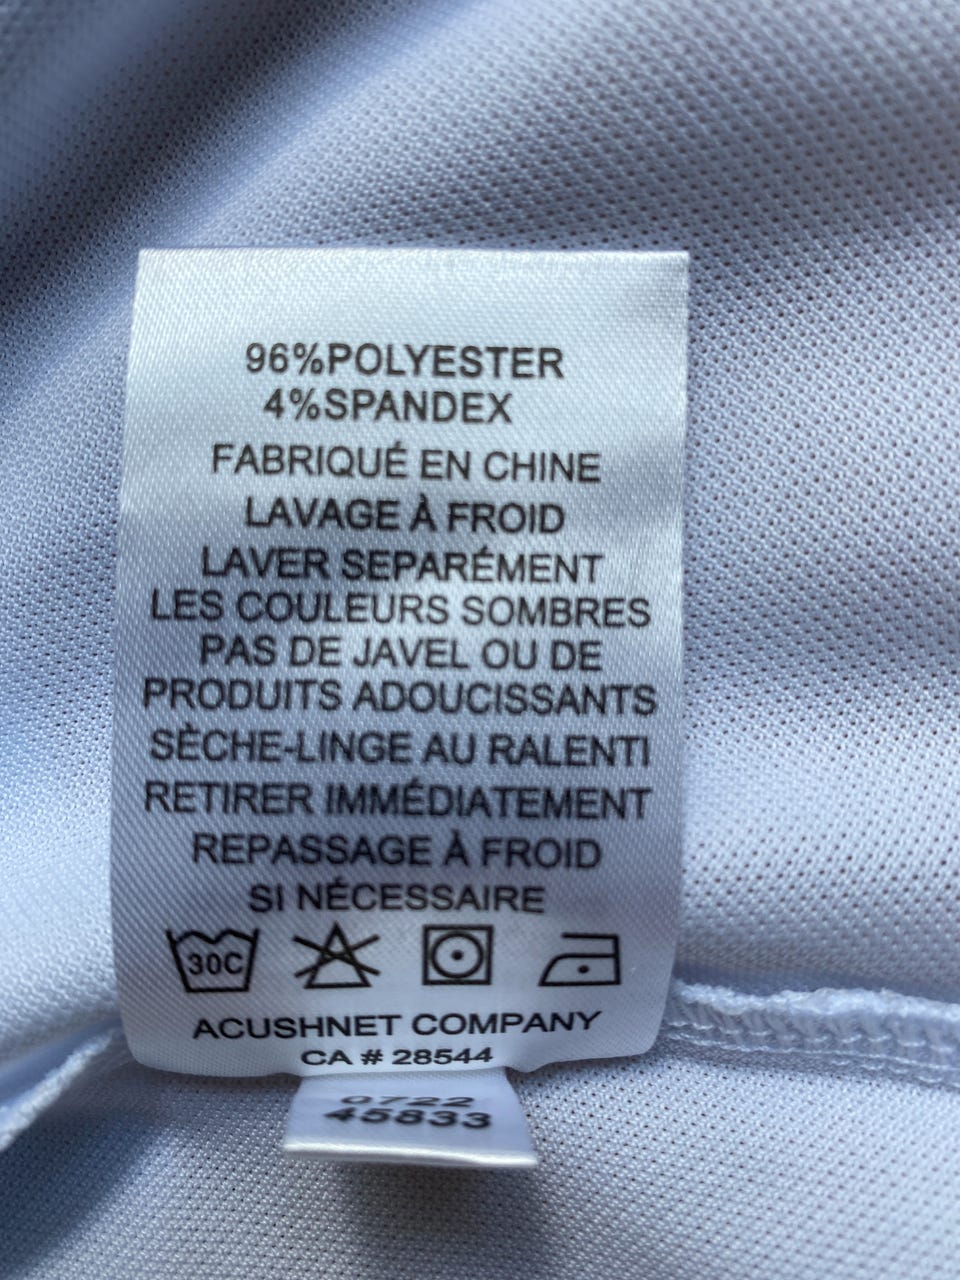 96%POLYESTER
4%SPANDEX
FABRIQUÉ EN CHINE
LAVAGE À FROID
LAVER SEPARÉMENT
LES COULEURS SOMBRES
PAS DE JAVEL OU DE
PRODUITS ADOUCISSANTS
SÈCHE-LINGE AU RALENTI
RETIRER IMMÉDIATEMENT
REPASSAGE À FROID
SI NÉCESSAIRE
30C
ACUSHNET COMPANY
CA # 28544
0722
45833